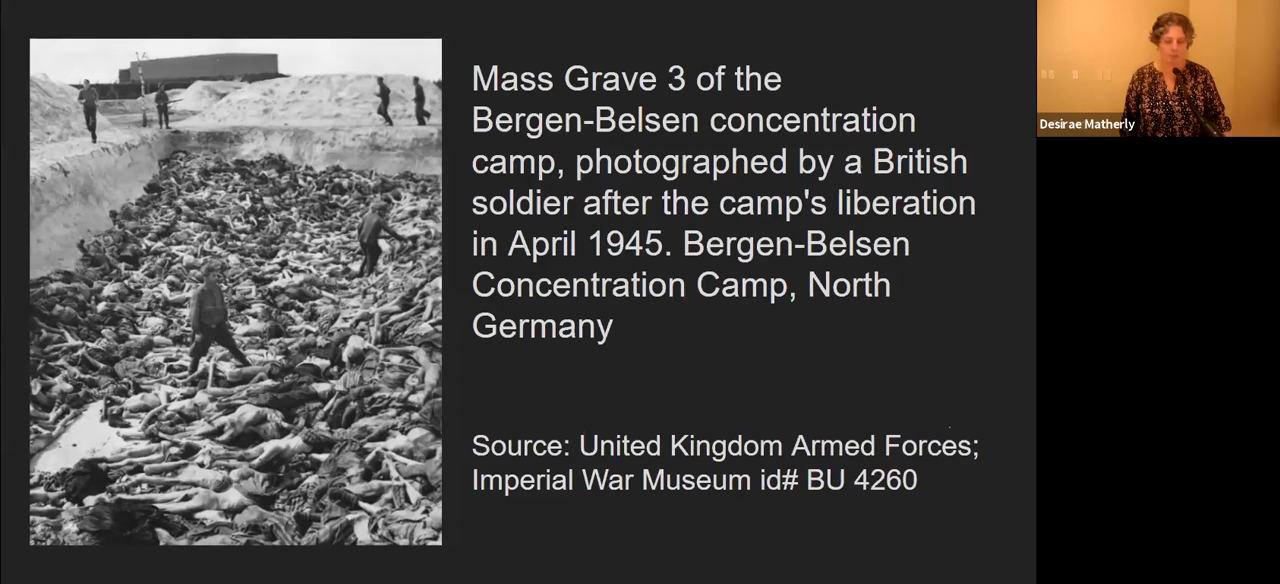 Mass Grave 3 of the
Bergen-Belsen concentration
camp, photographed by a British
soldier after the camp's liberation
in April 1945. Bergen-Belsen
Concentration Camp, North
Germany
Source: United Kingdom Armed Forces;
Imperial War Museum id# BU 4260
Desirae Matherly